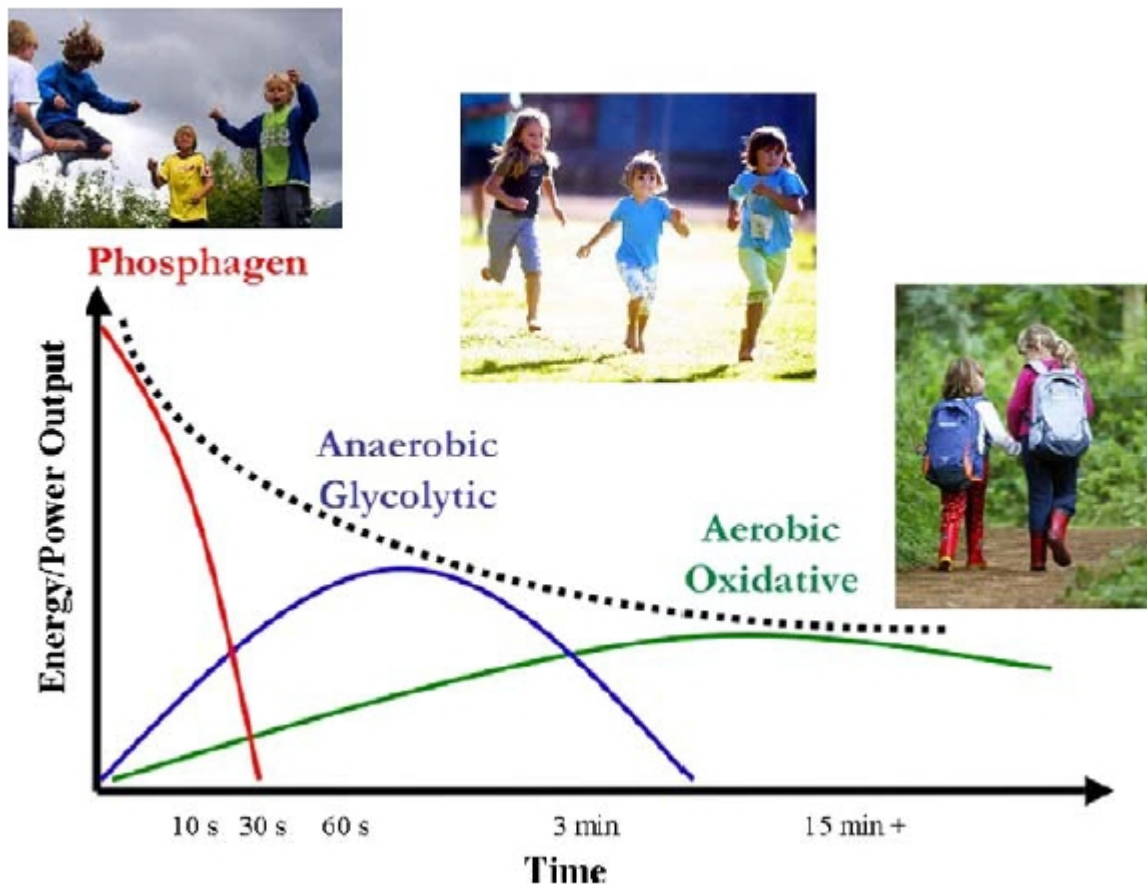 Phosphagen
Energy/Power Output
Anaerobic
Glycolytic
Aerobic
Oxidative
10 s 30 s 60 s 3 min 15 min +
Time